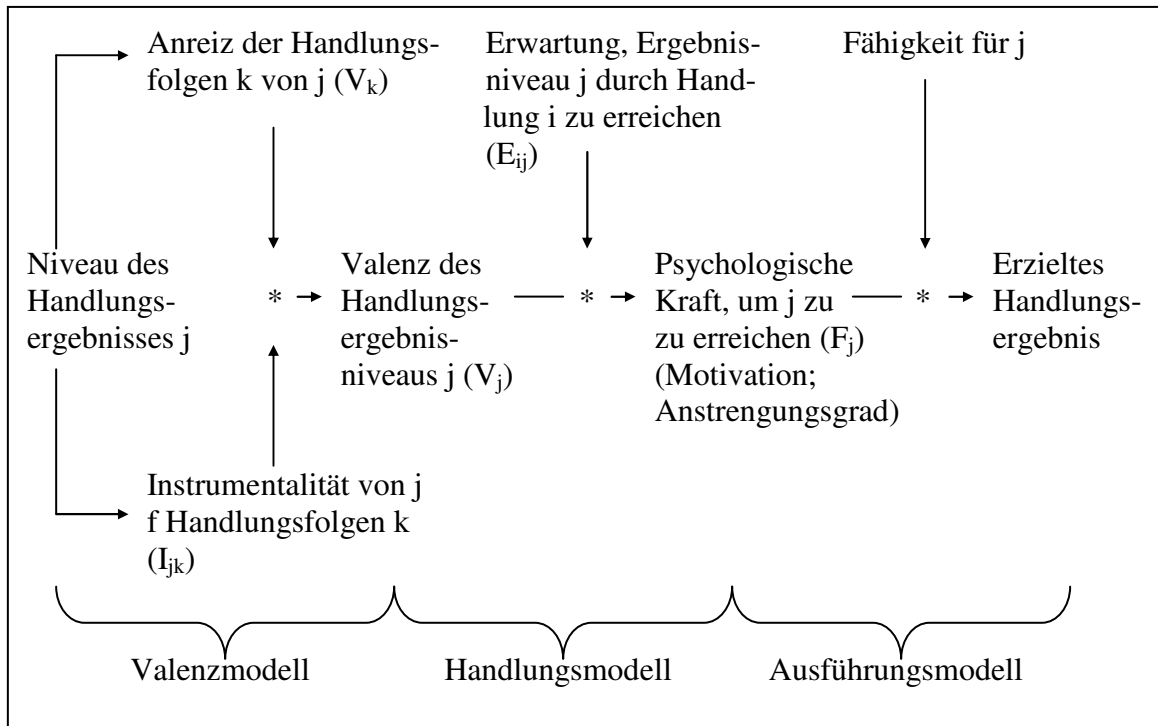 Anreiz der Handlungs-
folgen k von j (Vk)
Erwartung, Ergebnis-
niveau j durch Hand-
lung i zu erreichen
(Eij)
Fähigkeit für j
Niveau des
Handlungs-
ergebnisses j
*
Valenz des
Handlungs-
ergebnis-
niveaus j (Vj)
*
Psychologische
Kraft, um j zu
zu erreichen (Fj)
(Motivation;
Anstrengungsgrad)
*
Erzieltes
Handlungs-
ergebnis
Instrumentalität von j
f Handlungsfolgen k
(Ijk)
Valenzmodell
Handlungsmodell
Ausführungsmodell